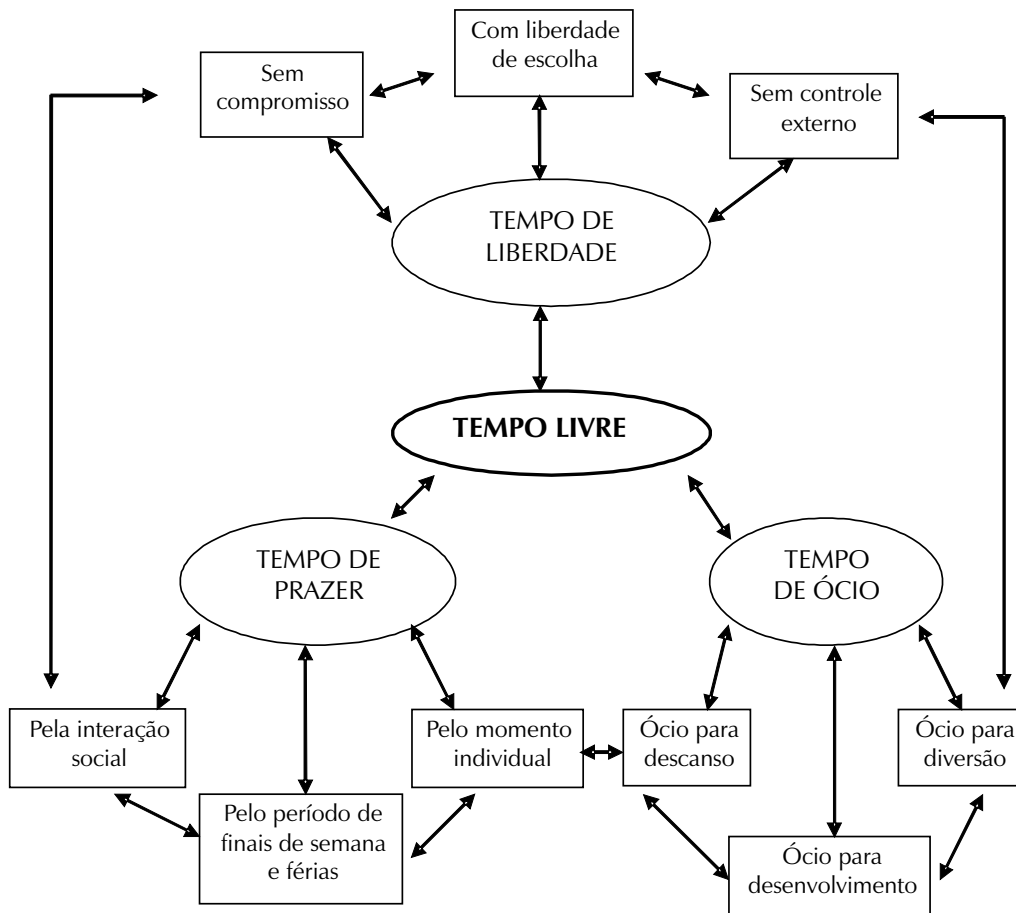 Com liberdade
de escolha
Sem
compromisso
Sem controle
externo
TEMPO DE
LIBERDADE
TEMPO LIVRE
TEMPO DE
PRAZER
TEMPO
DE ÓCIO
Pela interação
social
Pelo momento
individual
Ócio para
descanso
Ócio para
diversão
Pelo período de
finais de semana
e férias
Ócio para
desenvolvimento